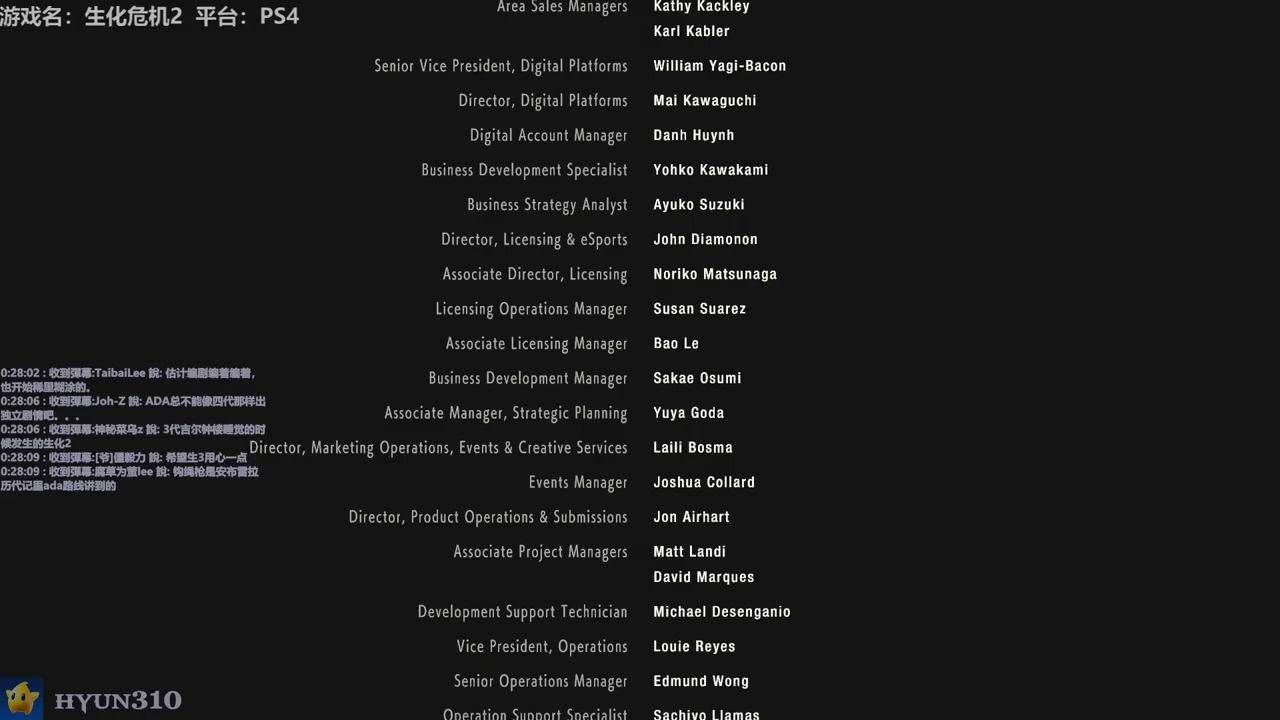 游戏名：生化危机2 平台：PS4
Area Sales Managers Kathy Kackley
Karl Kabler
Senior Vice President, Digital Platforms William Yagi-Bacon
Director, Digital Platforms Mai Kawaguchi
Digital Account Manager Danh Huynh
Business Development Specialist Yohko Kawakami
Business Strategy Analyst Ayuko Suzuki
Director, Licensing & eSports John Diamonon
Associate Director, Licensing Noriko Matsunaga
Licensing Operations Manager Susan Suarez
Associate Licensing Manager Bao Le
Business Development Manager Sakae Osumi
Associate Manager, Strategic Planning Yuya Goda
Director, Marketing Operations, Events & Creative Services Laili Bosma
Events Manager Joshua Collard
Director, Product Operations & Submissions Jon Airhart
Associate Project Managers Matt Landi
David Marques
Development Support Technician Michael Desenganio
Vice President, Operations Louie Reyes
Senior Operations Manager Edmund Wong
Operation Support Specialist Sachiyo Llamas
0:28:02 : 收到彈幕:TaibaiLee 說: 估计编剧编着编着，
也开始稀里糊涂的。
0:28:06 : 收到彈幕:Joh-Z 說: ADA总不能像四代那样出
独立剧情吧。。。
0:28:06 : 收到彈幕:神秘菜鸟z 說: 3代吉尔钟楼睡觉的时
候发生的生化2
0:28:09 : 收到彈幕:[爷]僵毅力 說: 希望生3用心一点
0:28:09 : 收到彈幕:腐草为萤lee 說: 钩绳枪是安布雷拉
历代记里ada路线讲到的
HYUN310